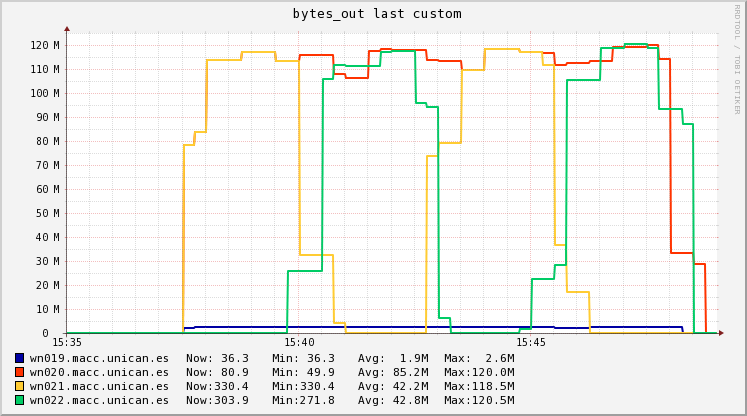 bytes_out last custom
RRDTOOL / TOBI OETIKER
120 M
110 M
100 M
90 M
80 M
70 M
60 M
50 M
40 M
30 M
20 M
10 M
0
15:35 15:40 15:45
wn019.macc.unican.es Now: 36.3 Min: 36.3 Avg: 1.9M Max: 2.6M
wn020.macc.unican.es Now: 80.9 Min: 49.9 Avg: 85.2M Max:120.0M
wn021.macc.unican.es Now:330.4 Min:330.4 Avg: 42.2M Max:118.5M
wn022.macc.unican.es Now:303.9 Min:271.8 Avg: 42.8M Max:120.5M